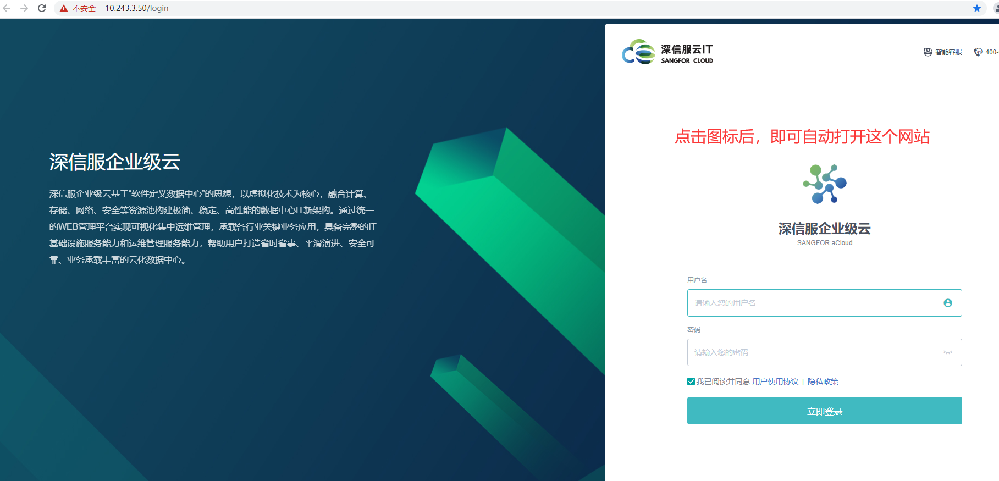 不安全 | 10.243.3.50/login
深信服云IT
SANGFOR CLOUD
智能客服
400-
点击图标后，即可自动打开这个网站
深信服企业级云
深信服企业级云基于“软件定义数据中心”的思想，以虚拟化技术为核心，融合计算、
存储、网络、安全等资源池构建极简、稳定、高性能的数据中心IT新架构。通过统一
的WEB管理平台实现可视化集中运维管理，承载各行业关键业务应用，具备完整的IT
基础设施服务能力和运维管理服务能力，帮助用户打造省时省事、平滑演进、安全可
靠、业务承载丰富的云化数据中心。
深信服企业级云
SANGFOR aCloud
用户名
请输入您的用户名
密码
请输入您的密码
我已阅读并同意 用户使用协议 | 隐私政策
立即登录